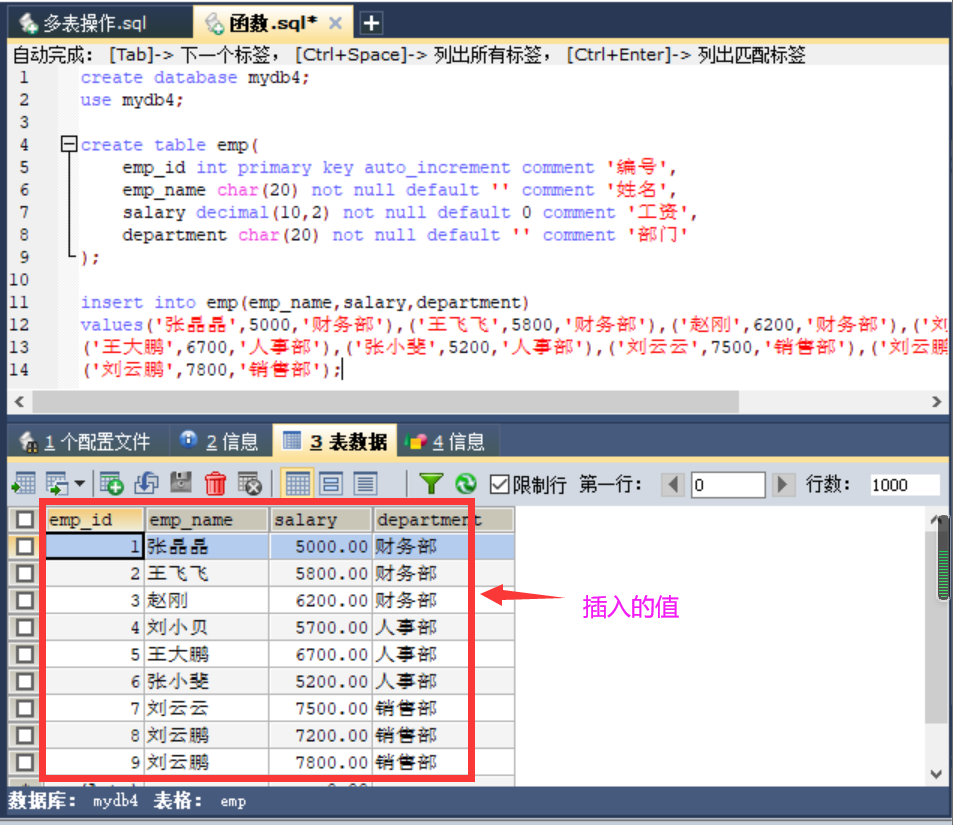 多表操作.sql 函数.sql* +
自动完成： [Tab]-> 下一个标签， [Ctrl+Space]-> 列出所有标签， [Ctrl+Enter]-> 列出匹配标签
1 create database mydb4;
2 use mydb4;
3
4 create table emp(
5 emp_id int primary key auto_increment comment '编号',
6 emp_name char(20) not null default '' comment '姓名',
7 salary decimal(10,2) not null default 0 comment '工资',
8 department char(20) not null default '' comment '部门'
9 );
10
11 insert into emp(emp_name,salary,department)
12 values('张晶晶',5000,'财务部'),('王飞飞',5800,'财务部'),('赵刚',6200,'财务部'),('刘
13 ('王大鹏',6700,'人事部'),('张小斐',5200,'人事部'),('刘云云',7500,'销售部'),('刘云鹏
14 ('刘云鹏',7800,'销售部');
1 个配置文件 2 信息 3 表数据 4 信息
限制行 第一行： 0 行数： 1000
emp_id emp_name salary department
1 张晶晶 5000.00 财务部
2 王飞飞 5800.00 财务部
3 赵刚 6200.00 财务部
4 刘小贝 5700.00 人事部
5 王大鹏 6700.00 人事部
6 张小斐 5200.00 人事部
7 刘云云 7500.00 销售部
8 刘云鹏 7200.00 销售部
9 刘云鹏 7800.00 销售部
插入的值
数据库： mydb4 表格： emp